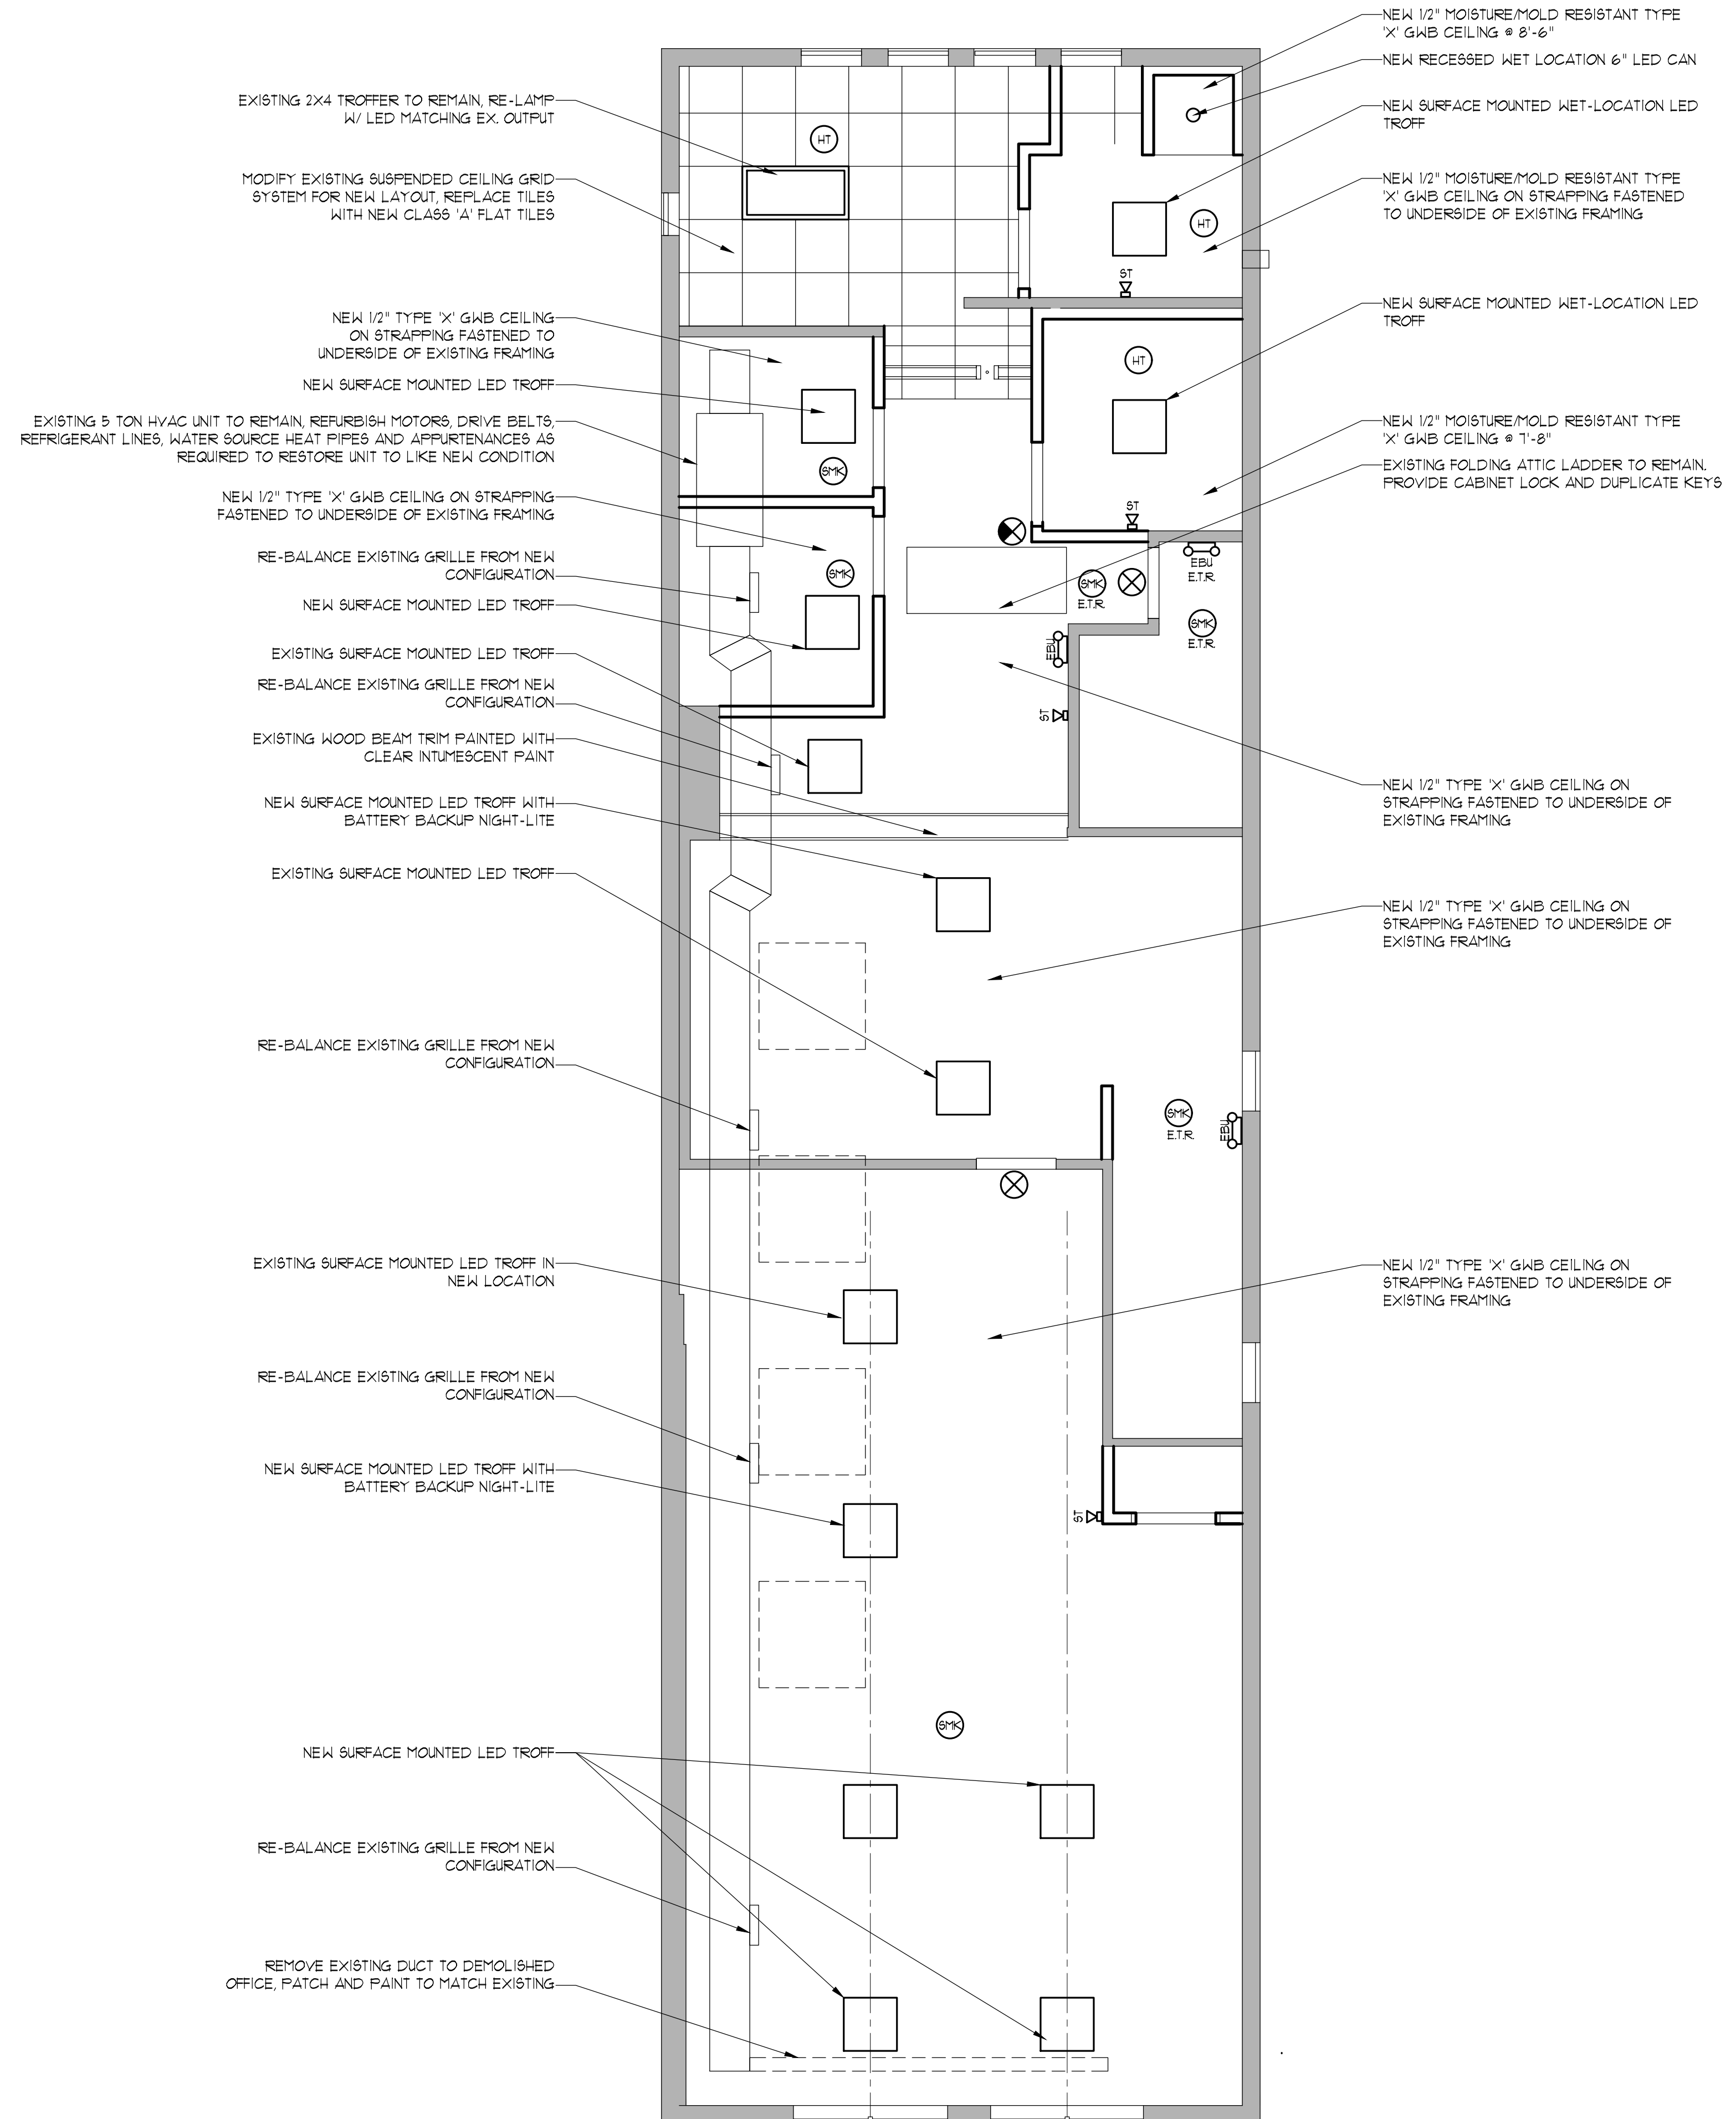 NEW 1/2" MOISTURE/MOLD RESISTANT TYPE
'X' GWB CEILING @ 8'-6"
NEW RECESSED WET LOCATION 6" LED CAN
EXISTING 2X4 TROFFER TO REMAIN, RE-LAMP
W/ LED MATCHING EX. OUTPUT
NEW SURFACE MOUNTED WET-LOCATION LED
TROFF
HT
MODIFY EXISTING SUSPENDED CEILING GRID
SYSTEM FOR NEW LAYOUT, REPLACE TILES
WITH NEW CLASS 'A' FLAT TILES
NEW 1/2" MOISTURE/MOLD RESISTANT TYPE
'X' GWB CEILING ON STRAPPING FASTENED
TO UNDERSIDE OF EXISTING FRAMING
HT
ST
NEW SURFACE MOUNTED WET-LOCATION LED
TROFF
NEW 1/2" TYPE 'X' GWB CEILING
ON STRAPPING FASTENED TO
UNDERSIDE OF EXISTING FRAMING
HT
NEW SURFACE MOUNTED LED TROFF
EXISTING 5 TON HVAC UNIT TO REMAIN, REFURBISH MOTORS, DRIVE BELTS,
REFRIGERANT LINES, WATER SOURCE HEAT PIPES AND APPURTENANCES AS
REQUIRED TO RESTORE UNIT TO LIKE NEW CONDITION
NEW 1/2" MOISTURE/MOLD RESISTANT TYPE
'X' GWB CEILING @ 7'-8"
EXISTING FOLDING ATTIC LADDER TO REMAIN.
PROVIDE CABINET LOCK AND DUPLICATE KEYS
SMK
NEW 1/2" TYPE 'X' GWB CEILING ON STRAPPING
FASTENED TO UNDERSIDE OF EXISTING FRAMING
ST
RE-BALANCE EXISTING GRILLE FROM NEW
CONFIGURATION
EBU
E.T.R.
SMK
SMK
E.T.R.
NEW SURFACE MOUNTED LED TROFF
SMK
E.T.R.
EXISTING SURFACE MOUNTED LED TROFF
EBU
RE-BALANCE EXISTING GRILLE FROM NEW
CONFIGURATION
ST
EXISTING WOOD BEAM TRIM PAINTED WITH
CLEAR INTUMESCENT PAINT
NEW 1/2" TYPE 'X' GWB CEILING ON
STRAPPING FASTENED TO UNDERSIDE OF
EXISTING FRAMING
NEW SURFACE MOUNTED LED TROFF WITH
BATTERY BACKUP NIGHT-LITE
EXISTING SURFACE MOUNTED LED TROFF
NEW 1/2" TYPE 'X' GWB CEILING ON
STRAPPING FASTENED TO UNDERSIDE OF
EXISTING FRAMING
RE-BALANCE EXISTING GRILLE FROM NEW
CONFIGURATION
SMK
E.T.R.
EBU
EXISTING SURFACE MOUNTED LED TROFF IN
NEW LOCATION
NEW 1/2" TYPE 'X' GWB CEILING ON
STRAPPING FASTENED TO UNDERSIDE OF
EXISTING FRAMING
RE-BALANCE EXISTING GRILLE FROM NEW
CONFIGURATION
NEW SURFACE MOUNTED LED TROFF WITH
BATTERY BACKUP NIGHT-LITE
ST
SMK
NEW SURFACE MOUNTED LED TROFF
RE-BALANCE EXISTING GRILLE FROM NEW
CONFIGURATION
REMOVE EXISTING DUCT TO DEMOLISHED
OFFICE, PATCH AND PAINT TO MATCH EXISTING